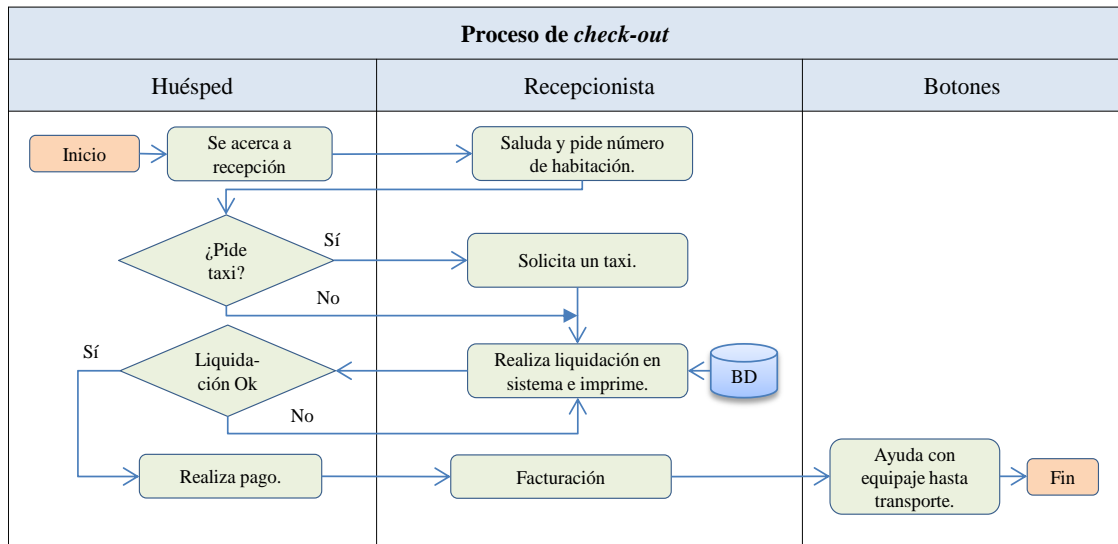 Proceso de check-out
Huésped
Recepcionista
Botones
Inicio
Se acerca a
recepción
Saluda y pide número
de habitación.
¿Pide
taxi?
Sí
Solicita un taxi.
No
Sí
Liquida-
ción Ok
Realiza liquidación en
sistema e imprime.
BD
No
Realiza pago.
Facturación
Ayuda con
equipaje hasta
transporte.
Fin